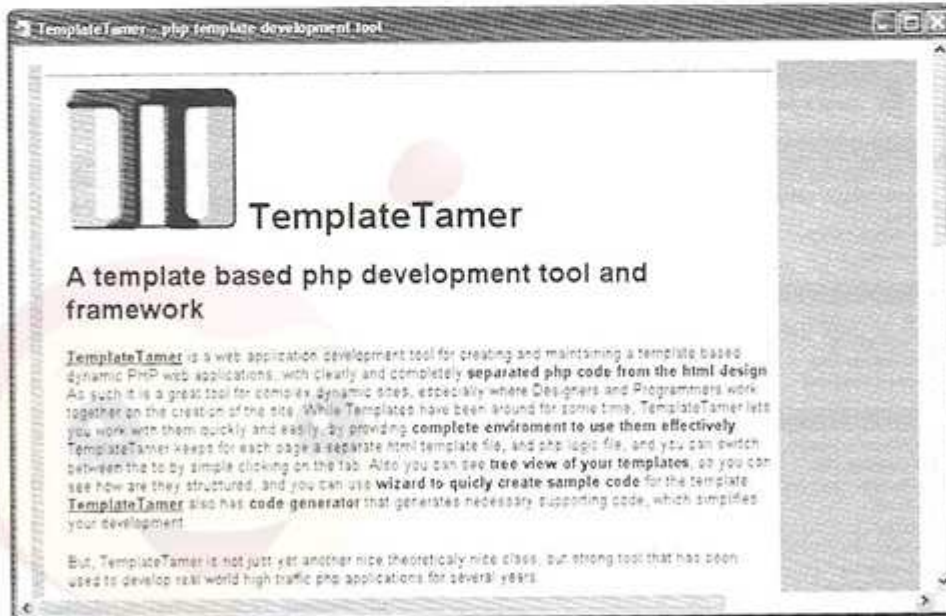 TemplateTamer - php template development tool
TemplateTamer
A template based php development tool and
framework
TemplateTamer is a web application development tool for creating and maintaining a template based
dynamic PHP web applications, with clearly and completely separated php code from the html design
As such it is a great tool for complex dynamic sites, especially where Designers and Programmers work
together on the creation of the site. While Templates have been around for some time, TemplateTamer lets
you work with them quickly and easily, by providing complete enviroment to use them effectively
TemplateTamer keeps for each page a separate html template file, and php logic file, and you can switch
between the to by simple clicking on the tab. Also you can see tree view of your templates, so you can
see how are they structured, and you can use wizard to quicly create sample code for the template
TemplateTamer also has code generator that generates necessary supporting code, which simplifies
your development
But, TemplateTamer is not just yet another nice theoreticaly nice class, but strong tool that has been
used to develop real world high traffic php applications for several years